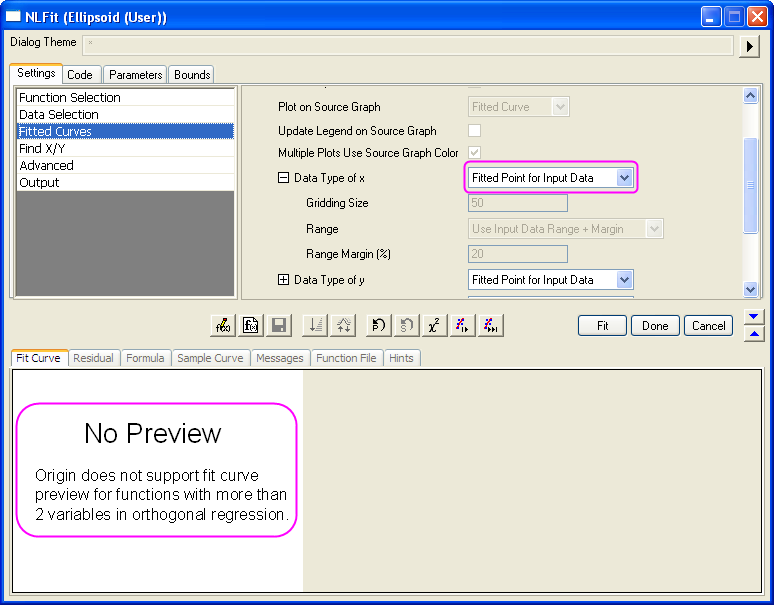 NLFit (Ellipsoid (User))
Dialog Theme *
Settings Code Parameters Bounds
Function Selection
Data Selection
Fitted Curves
Find X/Y
Advanced
Output
Plot on Source Graph Fitted Curve
Update Legend on Source Graph
Multiple Plots Use Source Graph Color
Data Type of x Fitted Point for Input Data
Gridding Size 50
Range Use Input Data Range + Margin
Range Margin (%) 20
Data Type of y Fitted Point for Input Data
Fit Done Cancel
Fit Curve Residual Formula Sample Curve Messages Function File Hints
No Preview
Origin does not support fit curve
preview for functions with more than
2 variables in orthogonal regression.